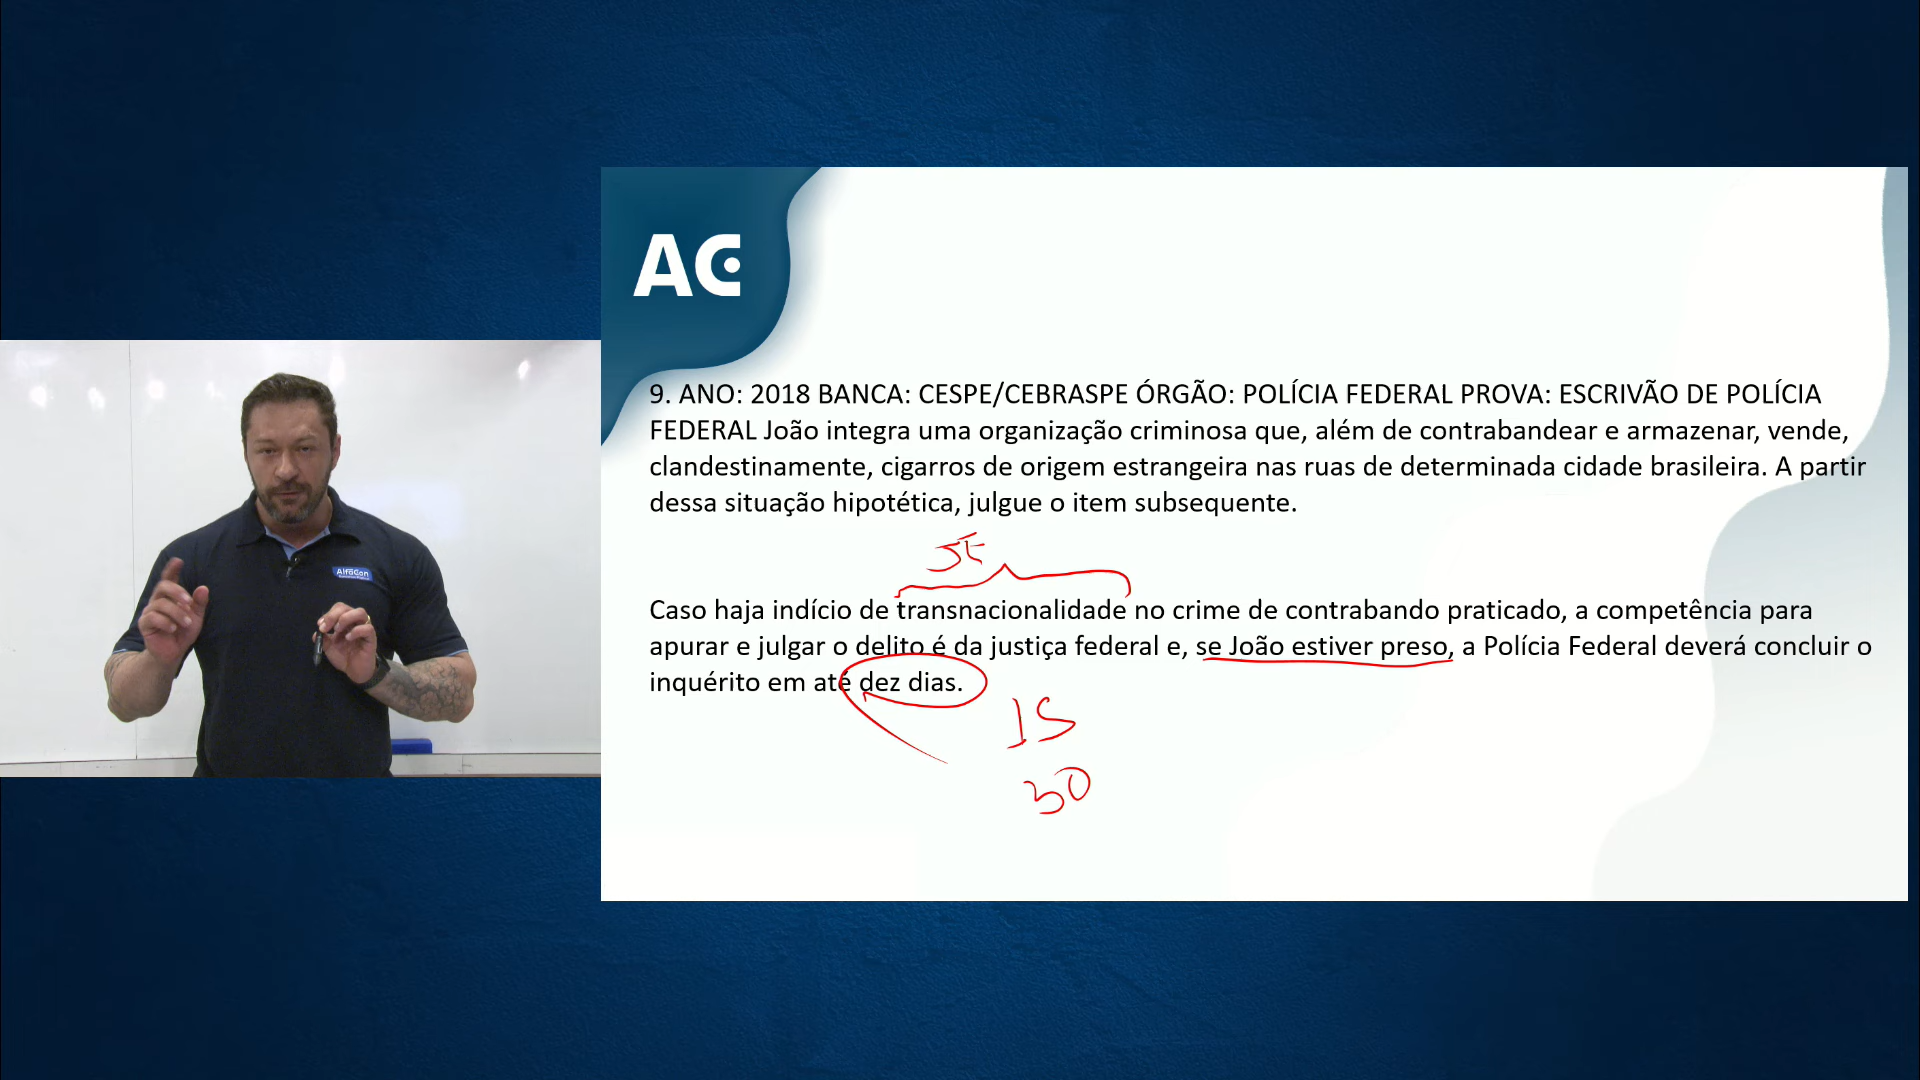 AC
9. ANO: 2018 BANCA: CESPE/CEBRASPE ÓRGÃO: POLÍCIA FEDERAL PROVA: ESCRIVÃO DE POLÍCIA
FEDERAL João integra uma organização criminosa que, além de contrabandear e armazenar, vende,
clandestinamente, cigarros de origem estrangeira nas ruas de determinada cidade brasileira. A partir
dessa situação hipotética, julgue o item subsequente.
Caso haja indício de transnacionalidade no crime de contrabando praticado, a competência para
apurar e julgar o delito é da justiça federal e, se João estiver preso, a Polícia Federal deverá concluir o
inquérito em até dez dias.
15
30
AlfaCon